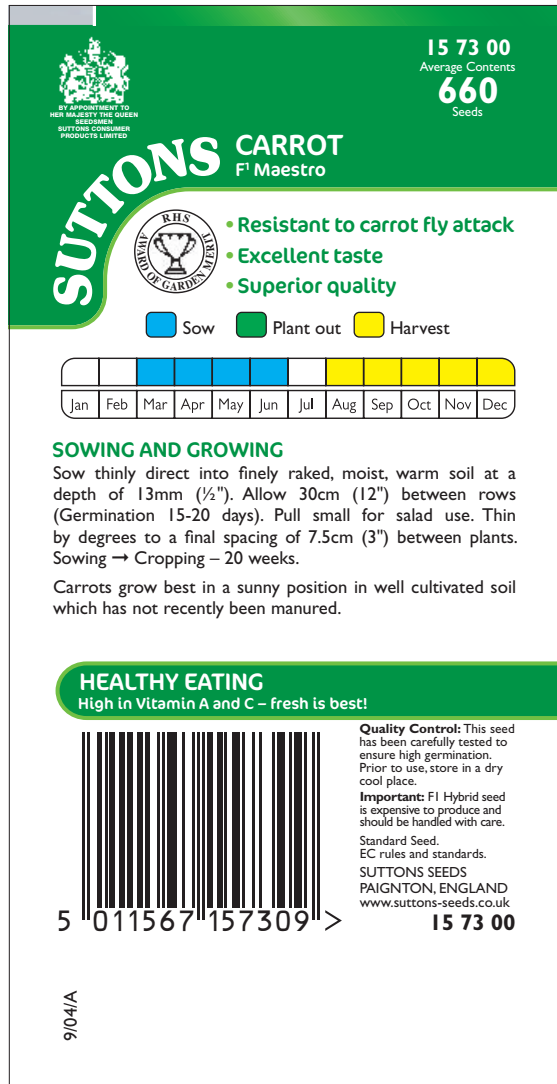 15 73 00
Average Contents
660
Seeds
BY APPOINTMENT TO
HER MAJESTY THE QUEEN
SEEDSMEN
SUTTONS CONSUMER
PRODUCTS LIMITED
SUTTONS
CARROT
F1 Maestro
RHS
AWARD OF GARDEN MERIT
• Resistant to carrot fly attack
• Excellent taste
• Superior quality
Sow Plant out Harvest
Jan Feb Mar Apr May Jun Jul Aug Sep Oct Nov Dec
SOWING AND GROWING
Sow thinly direct into finely raked, moist, warm soil at a
depth of 13mm (½"). Allow 30cm (12") between rows
(Germination 15-20 days). Pull small for salad use. Thin
by degrees to a final spacing of 7.5cm (3") between plants.
Sowing ➞ Cropping – 20 weeks.
Carrots grow best in a sunny position in well cultivated soil
which has not recently been manured.
HEALTHY EATING
High in Vitamin A and C – fresh is best!
Quality Control: This seed
has been carefully tested to
ensure high germination.
Prior to use, store in a dry
cool place.
Important: F1 Hybrid seed
is expensive to produce and
should be handled with care.
Standard Seed.
EC rules and standards.
SUTTONS SEEDS
PAIGNTON, ENGLAND
www.suttons-seeds.co.uk
15 73 00
5 011567 157309 >
9/04/A